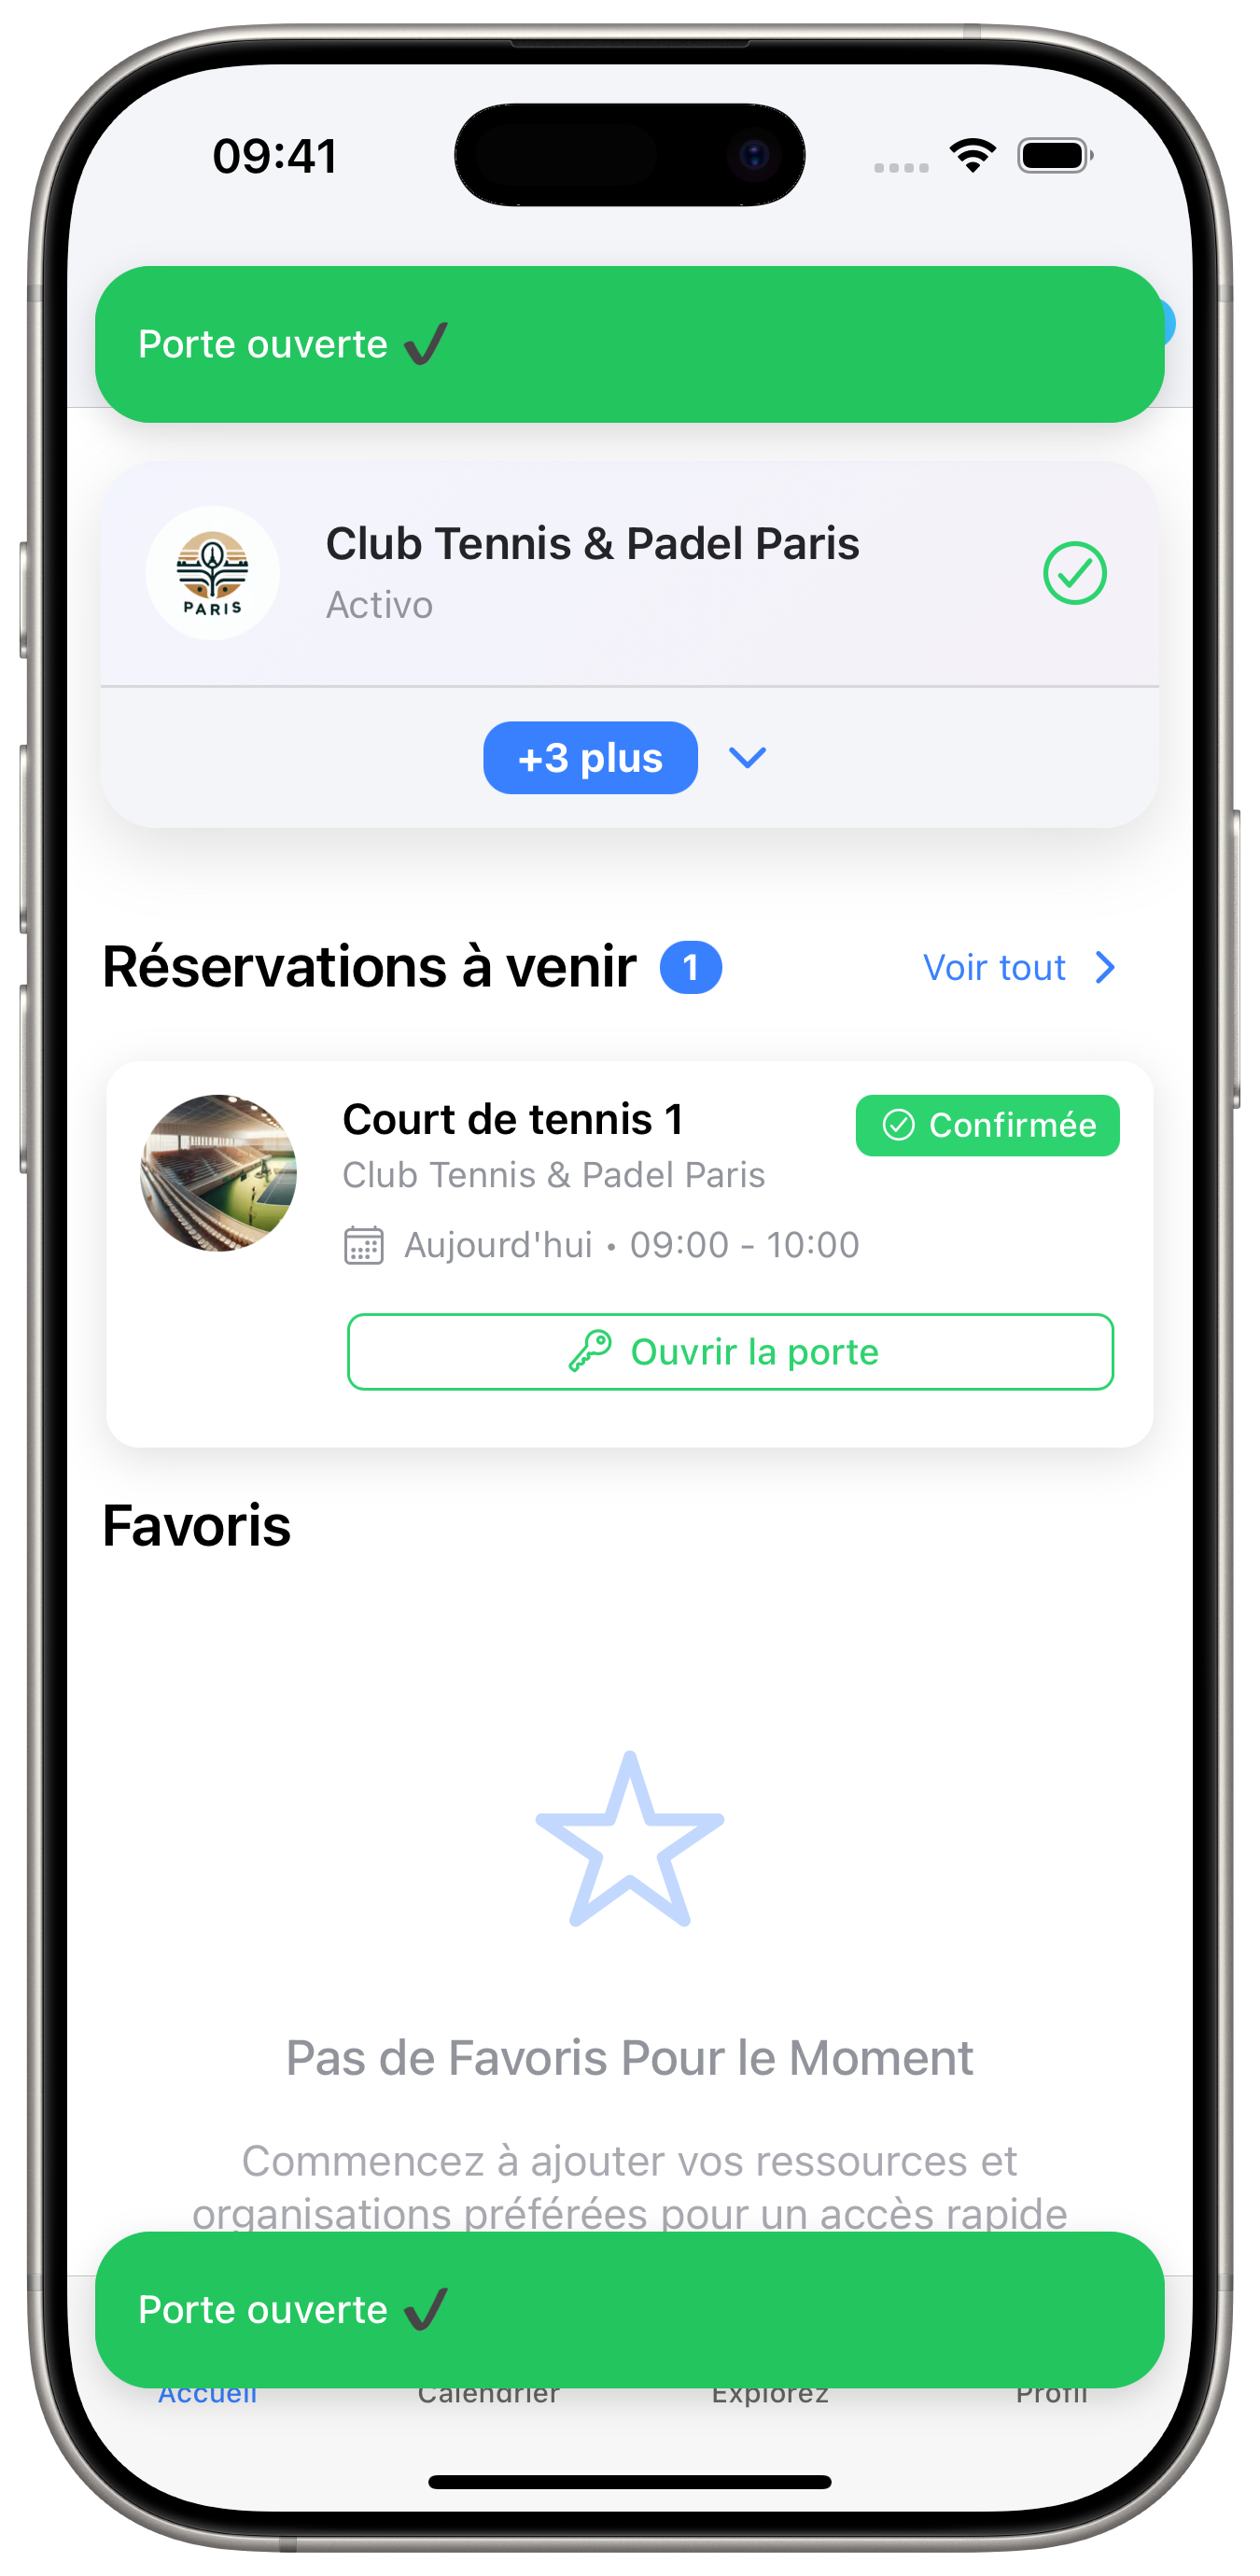 09:41
Porte ouverte ✔
PARIS
Club Tennis & Padel Paris
Activo
+3 plus
Réservations à venir 1
Voir tout
Court de tennis 1
Confirmée
Club Tennis & Padel Paris
Aujourd'hui • 09:00 - 10:00
Ouvrir la porte
Favoris
Pas de Favoris Pour le Moment
Commencez à ajouter vos ressources et
organisations préférées pour un accès rapide
Porte ouverte ✔
Accueil
Calendrier
Explorez
Profil